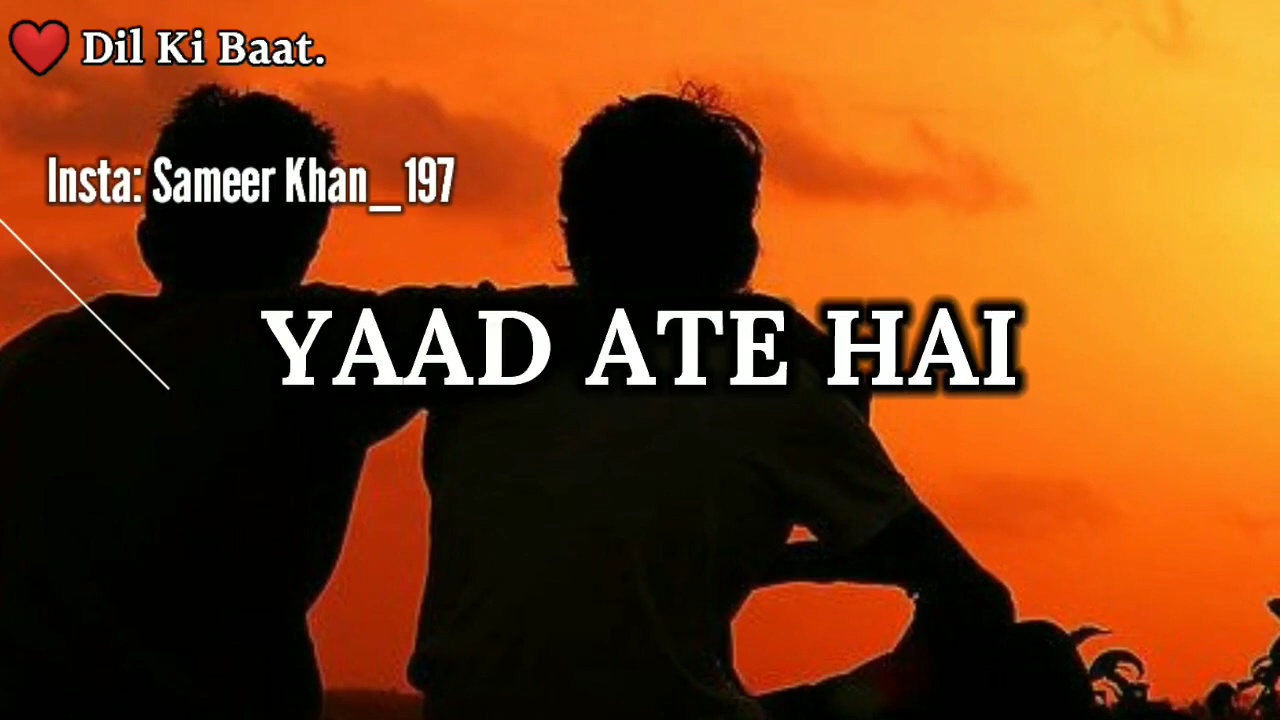 ❤️ Dil Ki Baat.
Insta: Sameer Khan_197
YAAD ATE HAI